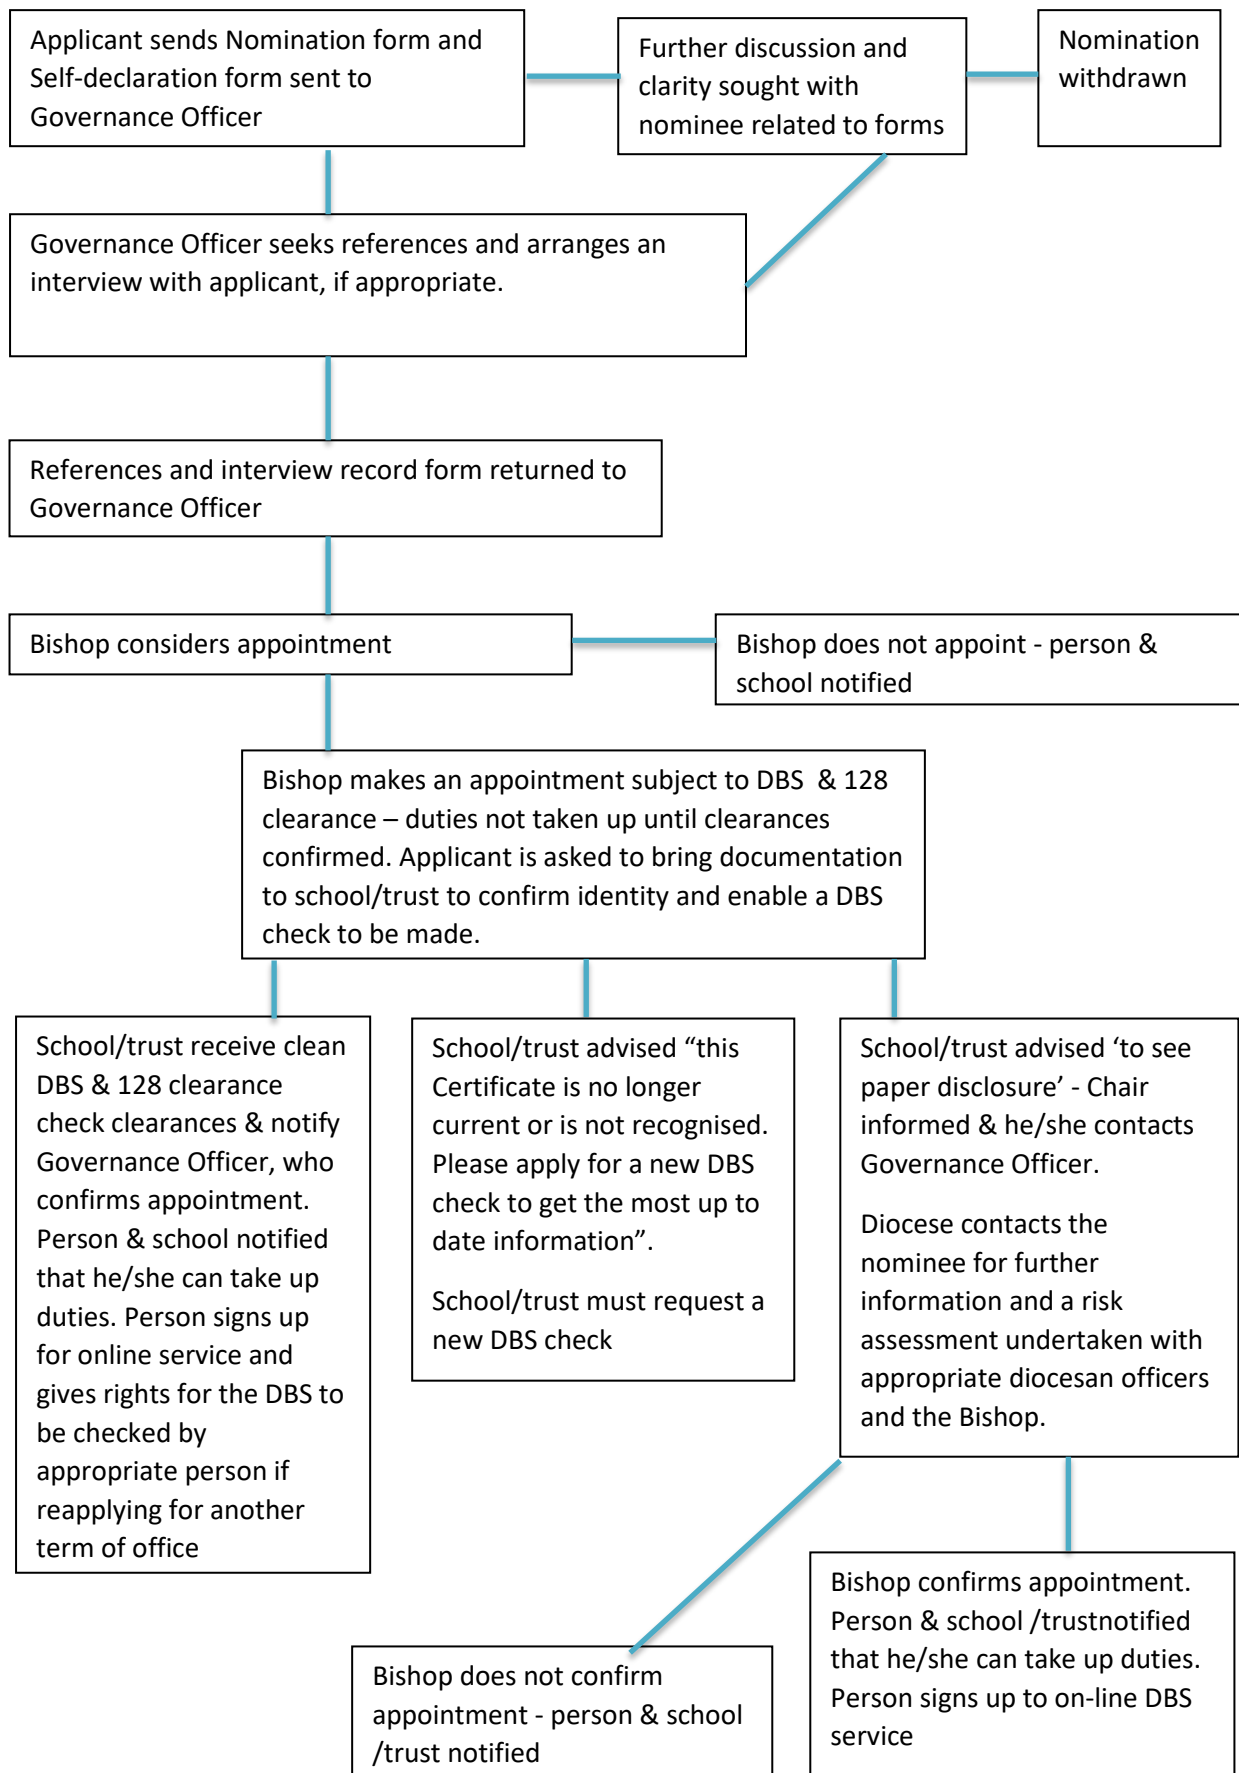 Applicant sends Nomination form and
Self-declaration form sent to
Governance Officer
Further discussion and
clarity sought with
nominee related to forms
Nomination
withdrawn
Governance Officer seeks references and arranges an
interview with applicant, if appropriate.
References and interview record form returned to
Governance Officer
Bishop considers appointment
Bishop does not appoint - person &
school notified
Bishop makes an appointment subject to DBS  & 128
clearance – duties not taken up until clearances
confirmed. Applicant is asked to bring documentation
to school/trust to confirm identity and enable a DBS
check to be made.
School/trust receive clean
DBS & 128 clearance
check clearances & notify
Governance Officer, who
confirms appointment.
Person & school notified
that he/she can take up
duties. Person signs up
for online service and
gives rights for the DBS to
be checked by
appropriate person if
reapplying for another
term of office
School/trust advised “this
Certificate is no longer
current or is not recognised.
Please apply for a new DBS
check to get the most up to
date information”.
School/trust must request a
new DBS check
School/trust advised ‘to see
paper disclosure’ - Chair
informed & he/she contacts
Governance Officer.
Diocese contacts the
nominee for further
information and a risk
assessment undertaken with
appropriate diocesan officers
and the Bishop.
Bishop does not confirm
appointment - person & school
/trust notified
Bishop confirms appointment.
Person & school /trustnotified
that he/she can take up duties.
Person signs up to on-line DBS
service